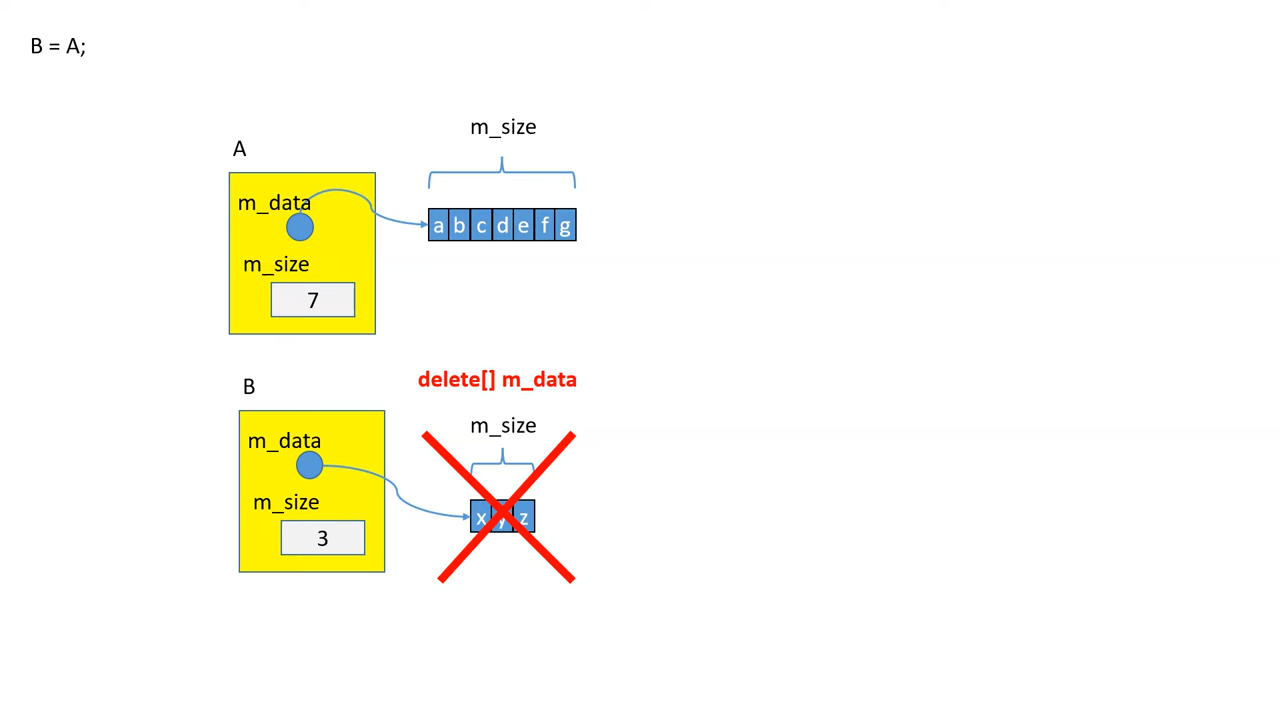 B = A;
m_size
A
m_data
a b c d e f g
m_size
7
delete[] m_data
B
m_size
m_data
m_size
x y z
3